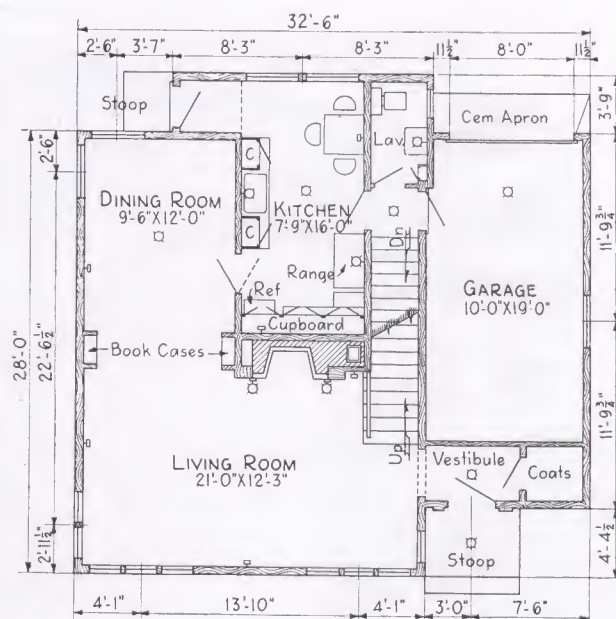 32'-6"
2'-6"
3'-7"
8'-3"
8'-3"
11½"
8'-0"
11½"
Stoop
Cem Apron
3'-9"
2'-6"
Lav.
C
DINING ROOM
9'-6"X12'-0"
KITCHEN
7'-9"X16'-0"
C
Dn
11'-9¾"
Range
Ref
GARAGE
10'-0"X19'-0"
Cupboard
28'-0"
22'-6½"
Book Cases
11'-9¾"
Up
Vestibule
Coats
LIVING ROOM
21'-0"X12'-3"
2'-11½"
Stoop
4'-4½"
4'-1"
13'-10"
4'-1"
3'-0"
7'-6"